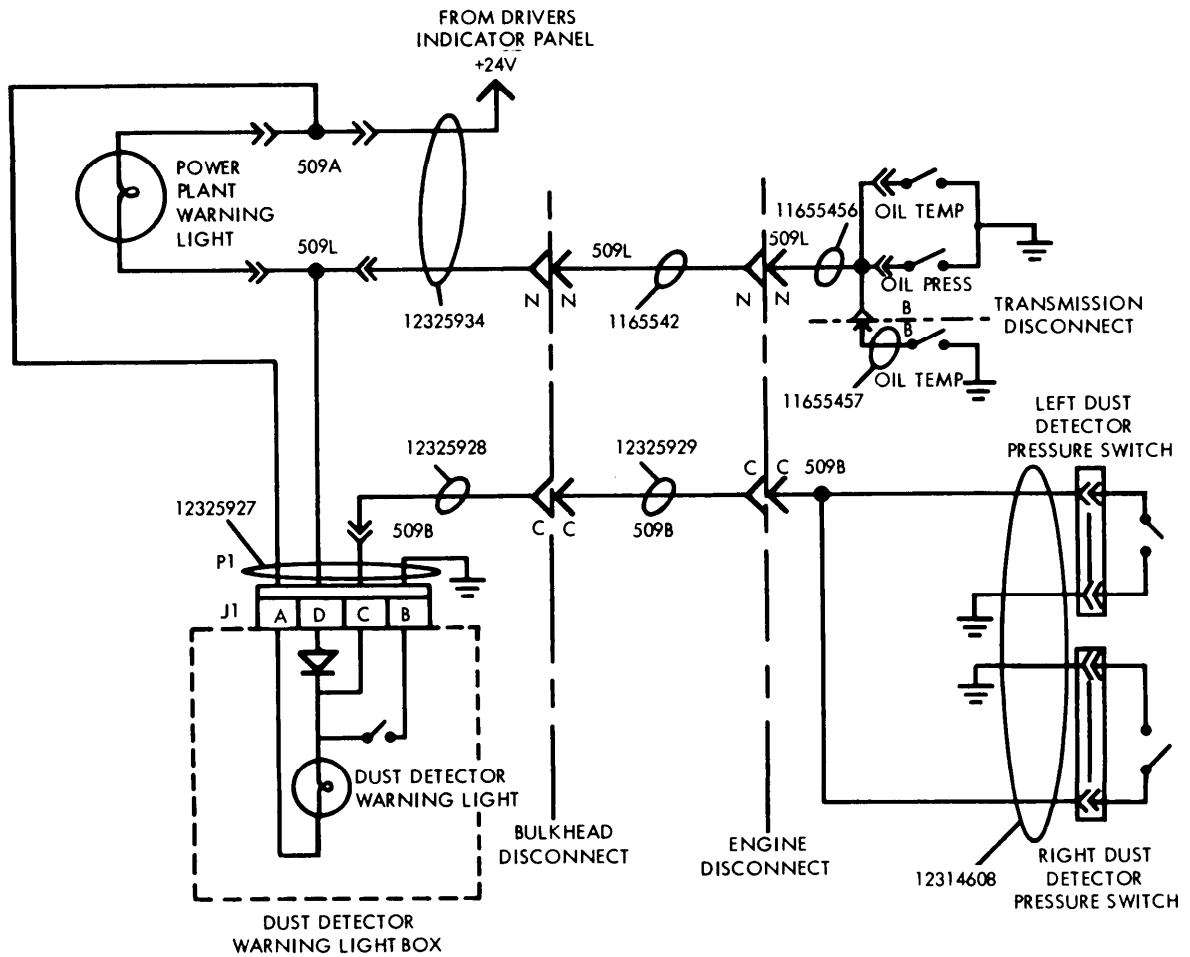 FROM DRIVERS
INDICATOR PANEL
+24V
509A
POWER
PLANT
WARNING
LIGHT
509L
12325934
N N
509L
1165542
N N
509L
11655456
OIL TEMP
OIL PRESS
B
B
TRANSMISSION
DISCONNECT
OIL TEMP
11655457
LEFT DUST
DETECTOR
PRESSURE SWITCH
12325928
12325929
C C
509B
12325927
509B
C C
509B
P1
J1
A D C B
DUST DETECTOR
WARNING LIGHT
BULKHEAD
DISCONNECT
ENGINE
DISCONNECT
12314608
RIGHT DUST
DETECTOR
PRESSURE SWITCH
DUST DETECTOR
WARNING LIGHT BOX